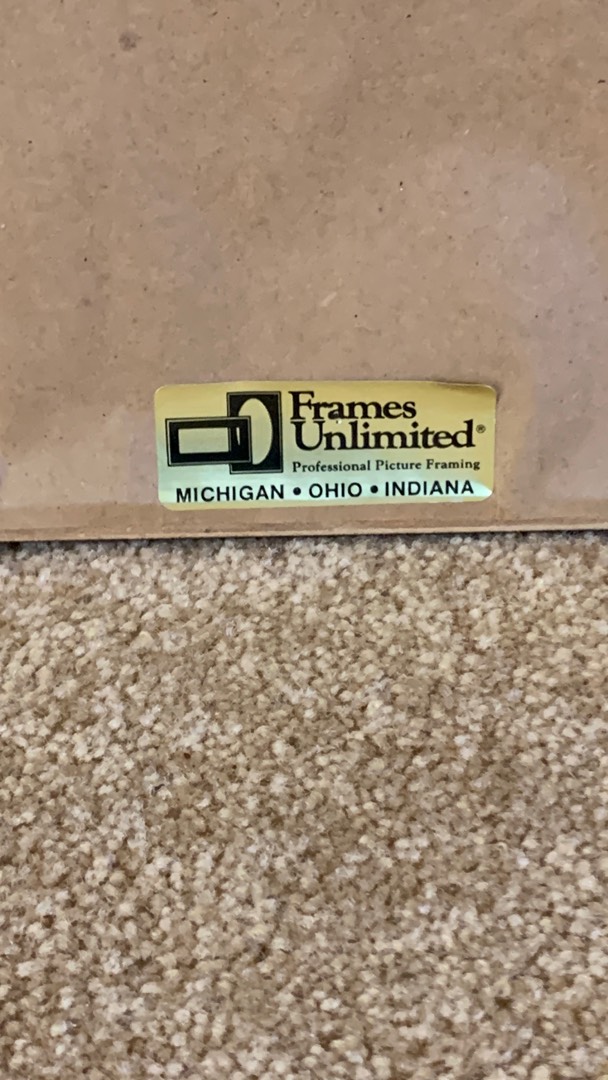 Frames
Unlimited®
Professional Picture Framing
MICHIGAN • OHIO • INDIANA